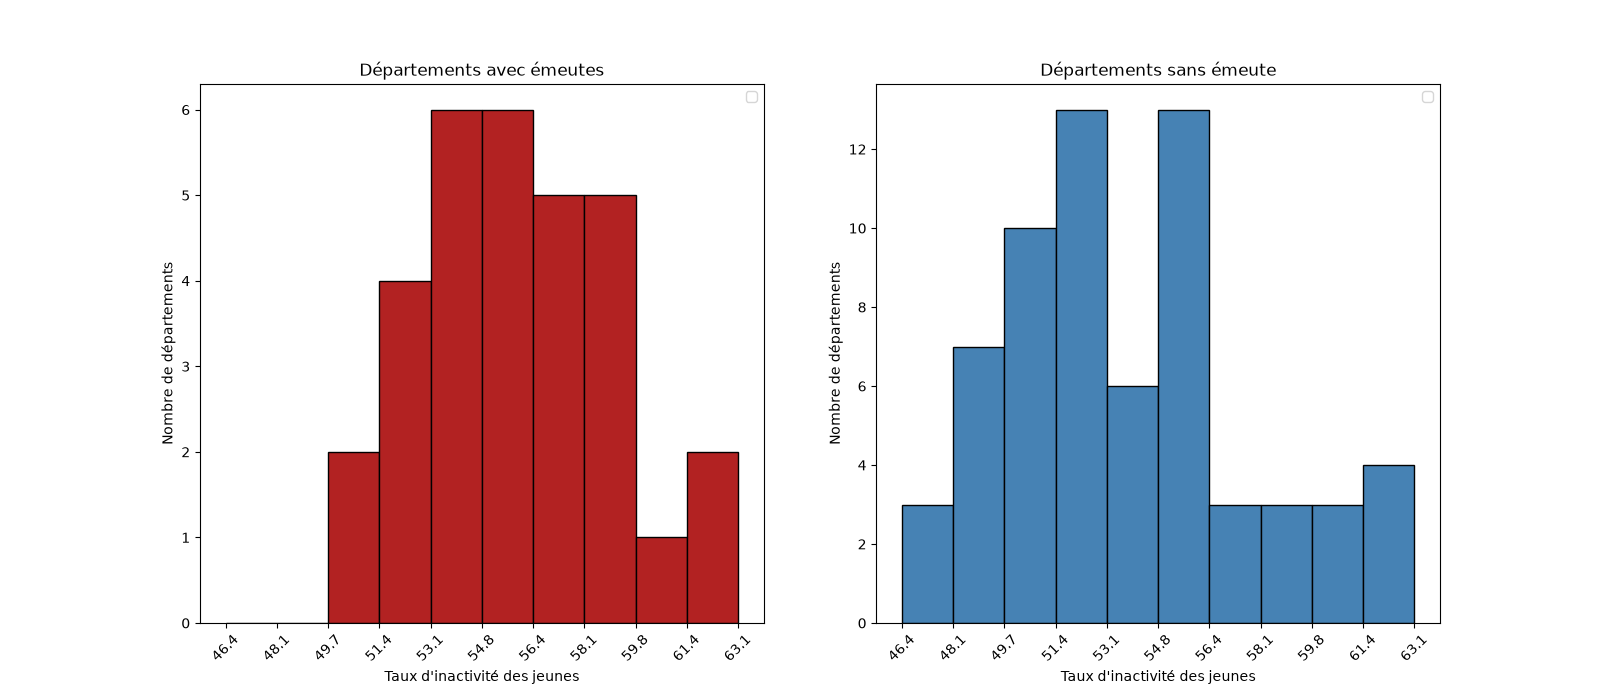 Départements avec émeutes
6
5
4
3
2
1
0
Nombre de départements
46.4 48.1 49.7 51.4 53.1 54.8 56.4 58.1 59.8 61.4 63.1
Taux d'inactivité des jeunes
Départements sans émeute
12
10
8
6
4
2
0
Nombre de départements
46.4 48.1 49.7 51.4 53.1 54.8 56.4 58.1 59.8 61.4 63.1
Taux d'inactivité des jeunes